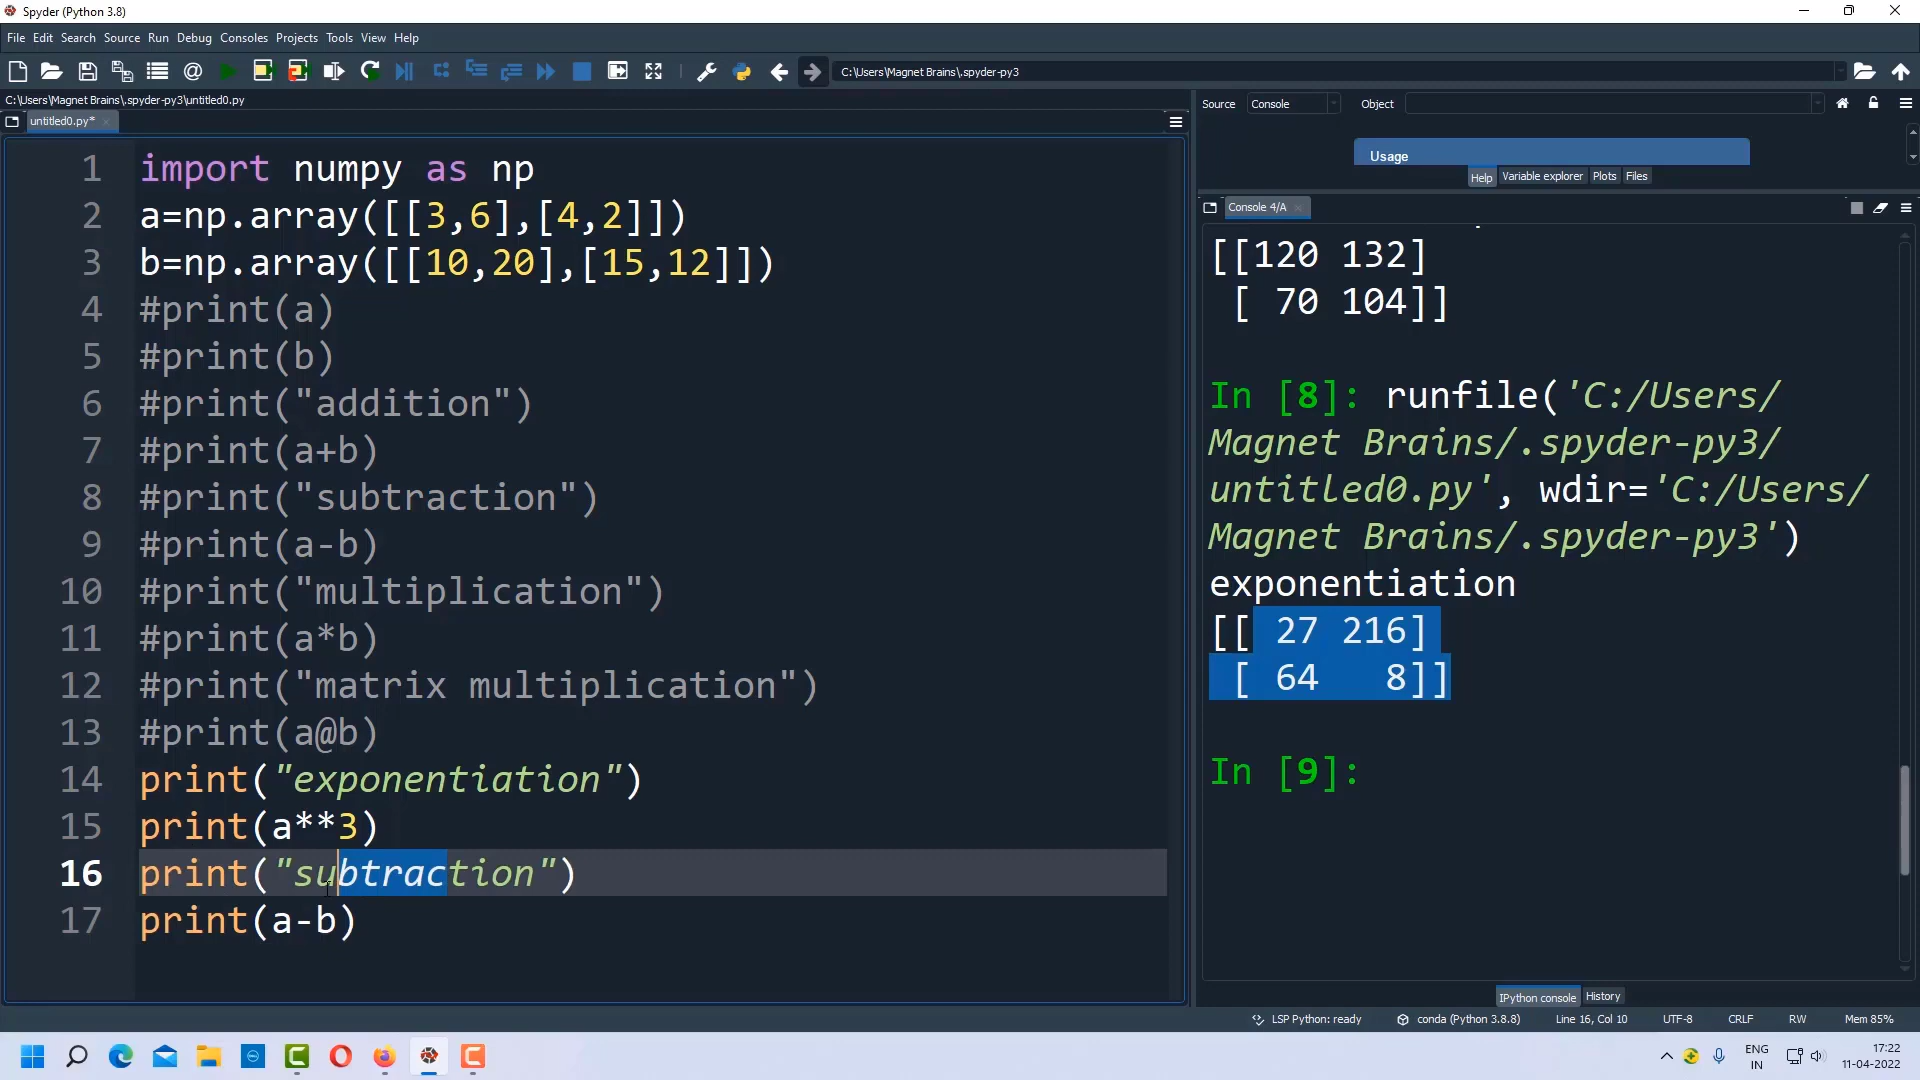 Spyder (Python 3.8)
File Edit Search Source Run Debug Consoles Projects Tools View Help
C:\Users\Magnet Brains\.spyder-py3
C:\Users\Magnet Brains\.spyder-py3\untitled0.py
untitled0.py*
1 import numpy as np
2 a=np.array([[3,6],[4,2]])
3 b=np.array([[10,20],[15,12]])
4 #print(a)
5 #print(b)
6 #print("addition")
7 #print(a+b)
8 #print("subtraction")
9 #print(a-b)
10 #print("multiplication")
11 #print(a*b)
12 #print("matrix multiplication")
13 #print(a@b)
14 print("exponentiation")
15 print(a**3)
16 print("subtraction")
17 print(a-b)
Source Console Object
Usage
Help Variable explorer Plots Files
Console 4/A
[[120 132]
[ 70 104]]
In [8]: runfile('C:/Users/
Magnet Brains/.spyder-py3/
untitled0.py', wdir='C:/Users/
Magnet Brains/.spyder-py3')
exponentiation
[[ 27 216]
[ 64 8]]
In [9]:
IPython console History
LSP Python: ready conda (Python 3.8.8) Line 16, Col 10 UTF-8 CRLF RW Mem 85%
ENG
IN
17:22
11-04-2022